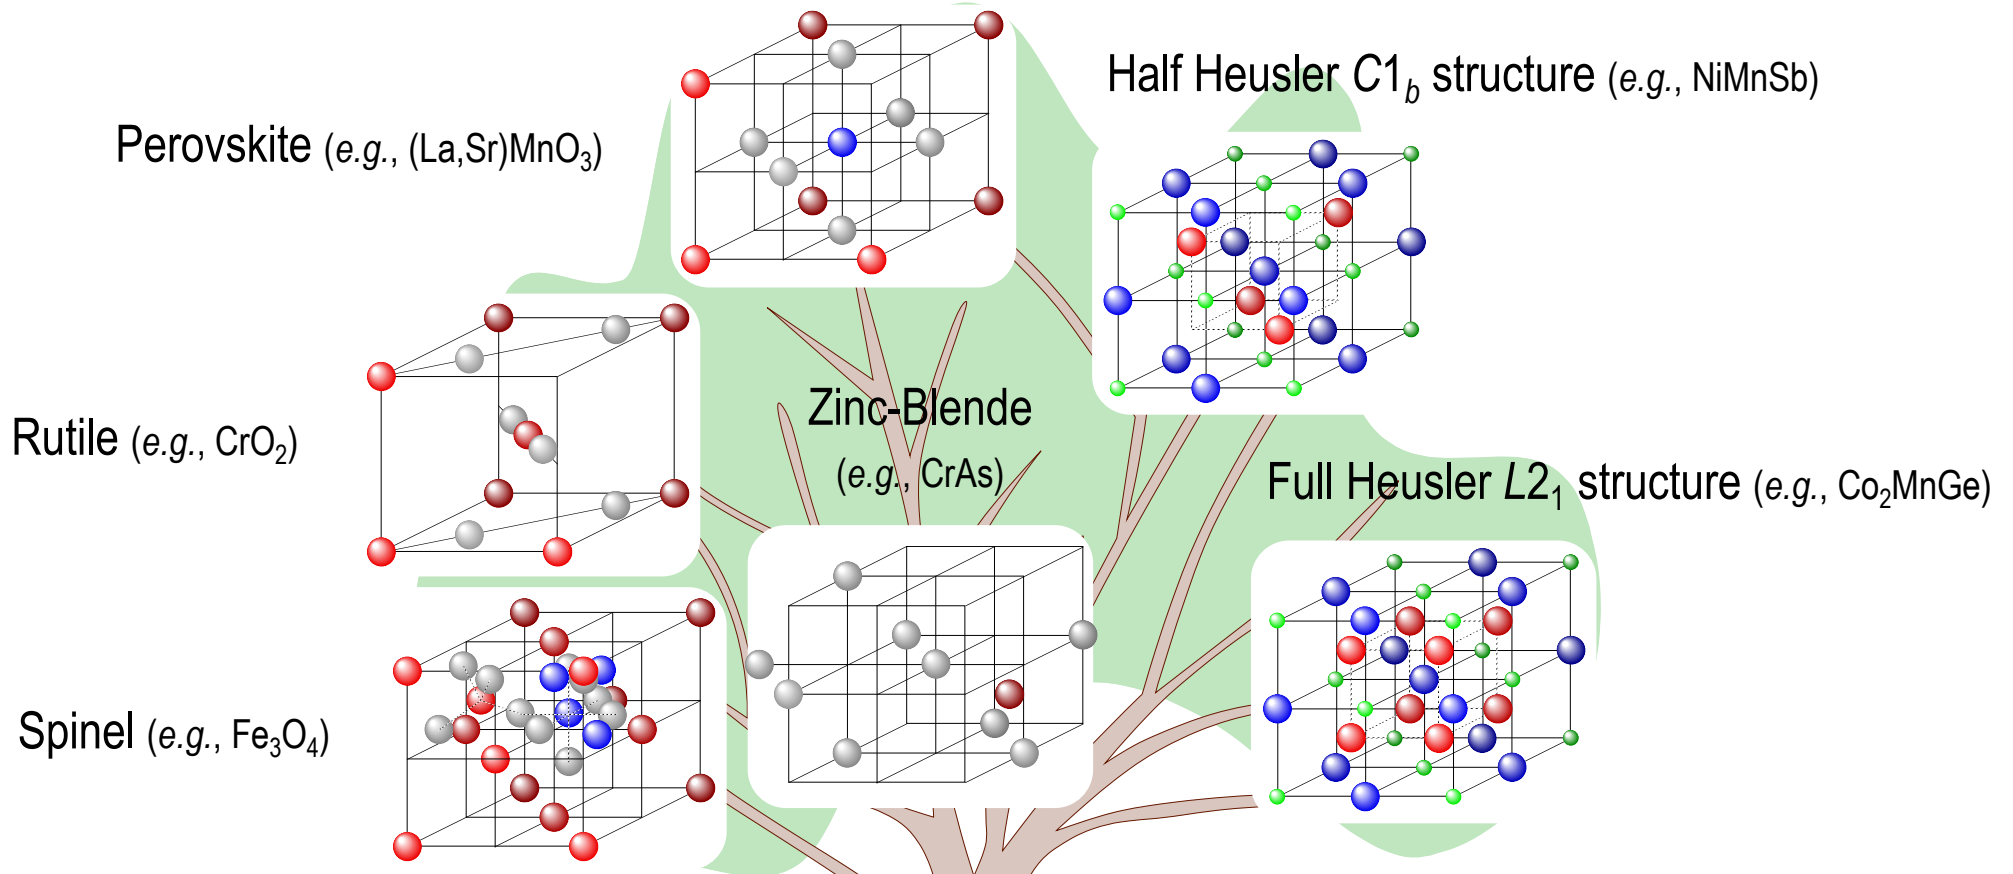 Half Heusler C1b structure (e.g., NiMnSb)
Perovskite (e.g., (La,Sr)MnO3)
Zinc-Blende
(e.g., CrAs)
Rutile (e.g., CrO2)
Full Heusler L21 structure (e.g., Co2MnGe)
Spinel (e.g., Fe3O4)